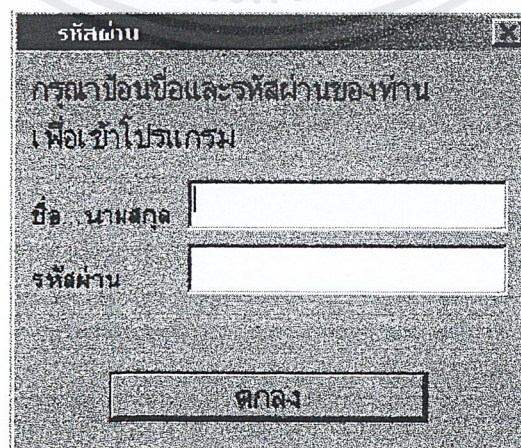 รหัสผ่าน
กรุณาป้อนชื่อและรหัสผ่านของท่าน
เพื่อเข้าโปรแกรม
ชื่อ นามสกุล
รหัสผ่าน
ตกลง